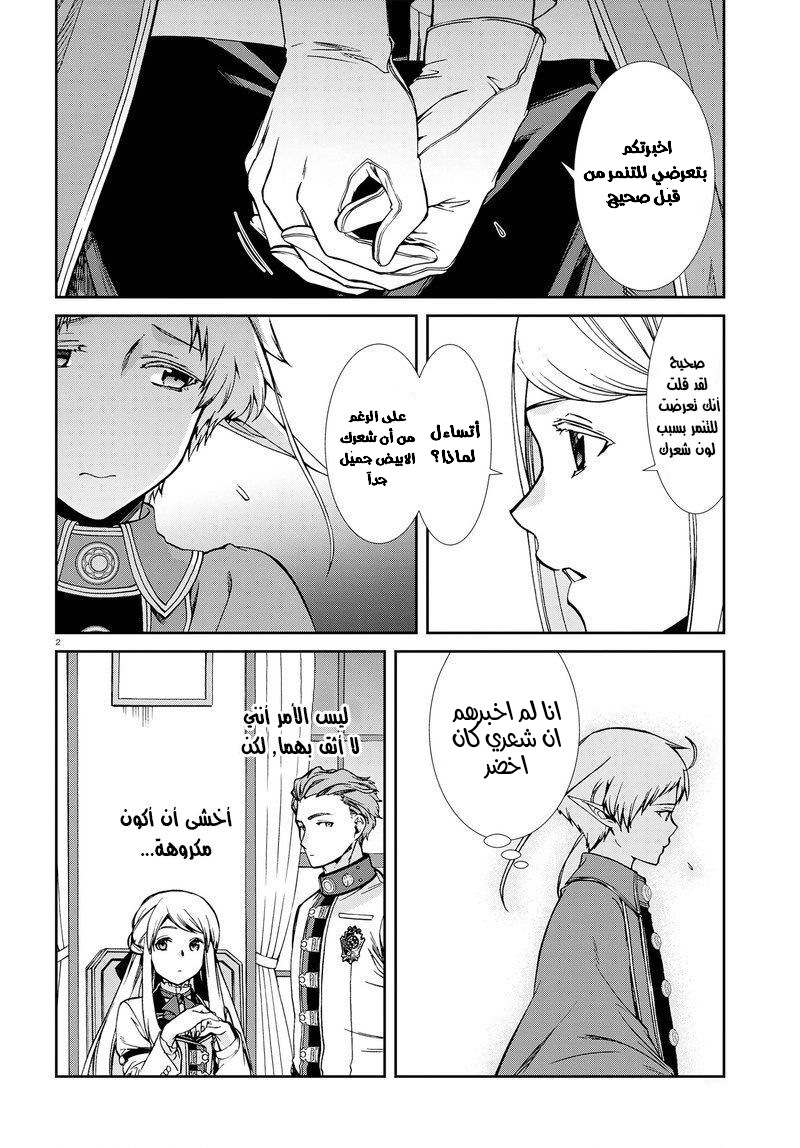 اخبرتكم
بتعرضي للتنمر من
قبل صحيح
صحيح
لقد قلت
أنك تعرضت
للتنمر بسبب
لون شعرك
أتساءل
لماذا؟
على الرغم
من أن شعرك
الابيض جميل
جداً
2
انا لم اخبرهم
ان شعري كان
اخضر
ليس الأمر أنني
لا أثق بهما, لكن
أخشى أن أكون
مكروهة...